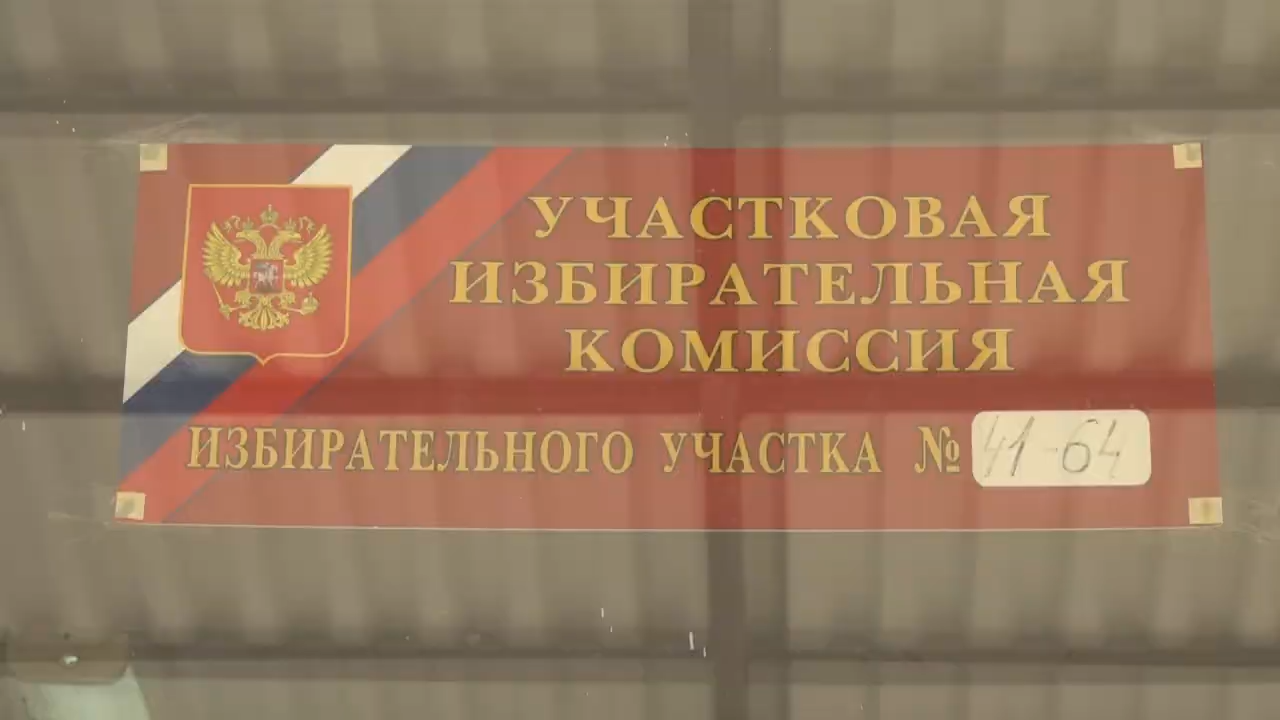 УЧАСТКОВАЯ
ИЗБИРАТЕЛЬНАЯ
КОМИССИЯ
ИЗБИРАТЕЛЬНОГО УЧАСТКА № 41-64